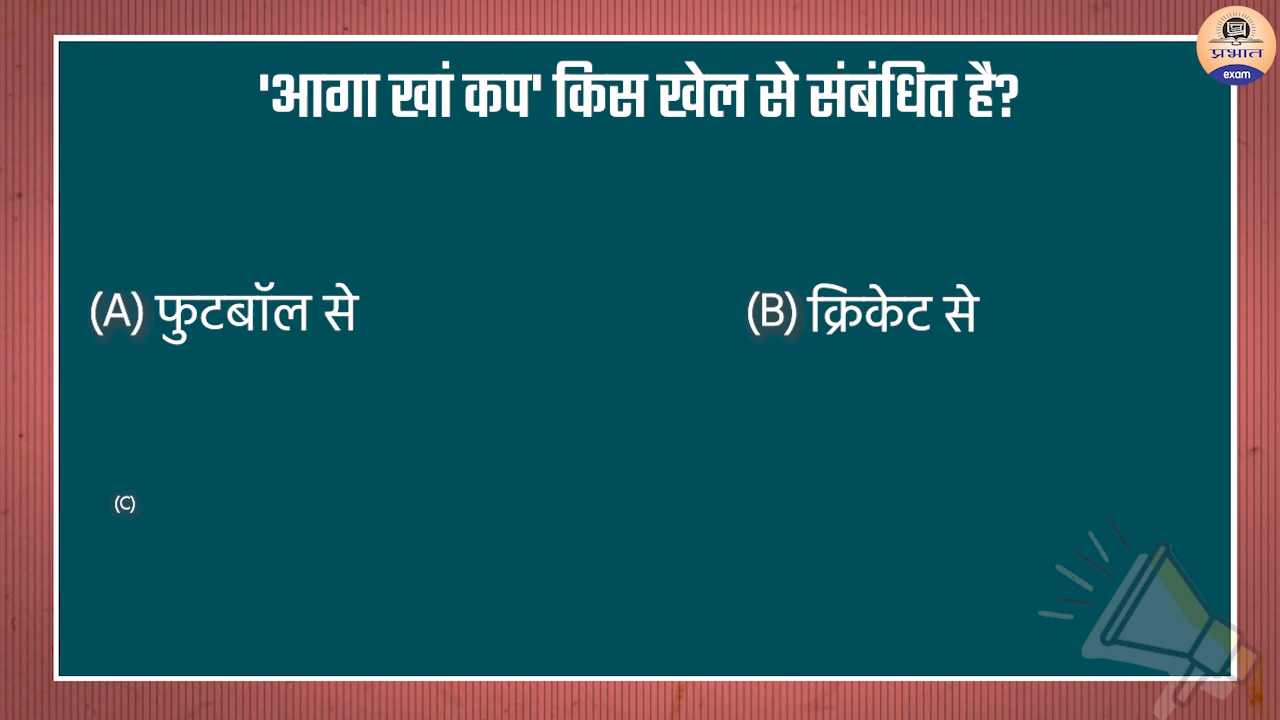 प्रभात
exam
'आगा खां कप' किस खेल से संबंधित है?
(A) फुटबॉल से
(B) क्रिकेट से
(C)